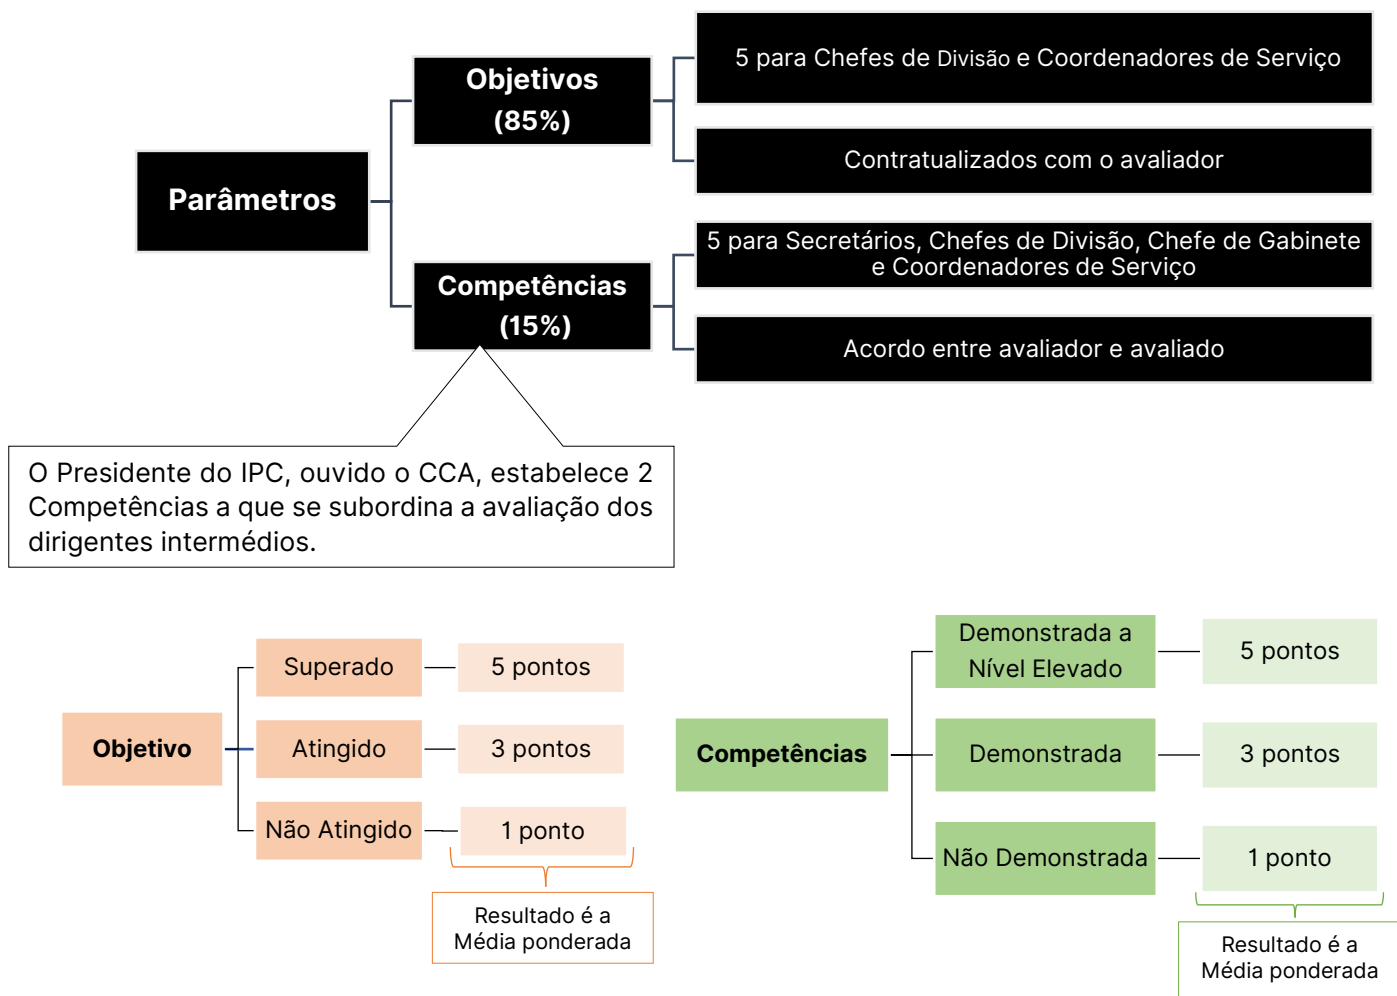 Parâmetros
Objetivos
(85%)
5 para Chefes de Divisão e Coordenadores de Serviço
Contratualizados com o avaliador
Competências
(15%)
5 para Secretários, Chefes de Divisão, Chefe de Gabinete
e Coordenadores de Serviço
Acordo entre avaliador e avaliado
O Presidente do IPC, ouvido o CCA, estabelece 2
Competências a que se subordina a avaliação dos
dirigentes intermédios.
Objetivo
Superado
5 pontos
Atingido
3 pontos
Não Atingido
1 ponto
Resultado é a
Média ponderada
Competências
Demonstrada a
Nível Elevado
5 pontos
Demonstrada
3 pontos
Não Demonstrada
1 ponto
Resultado é a
Média ponderada